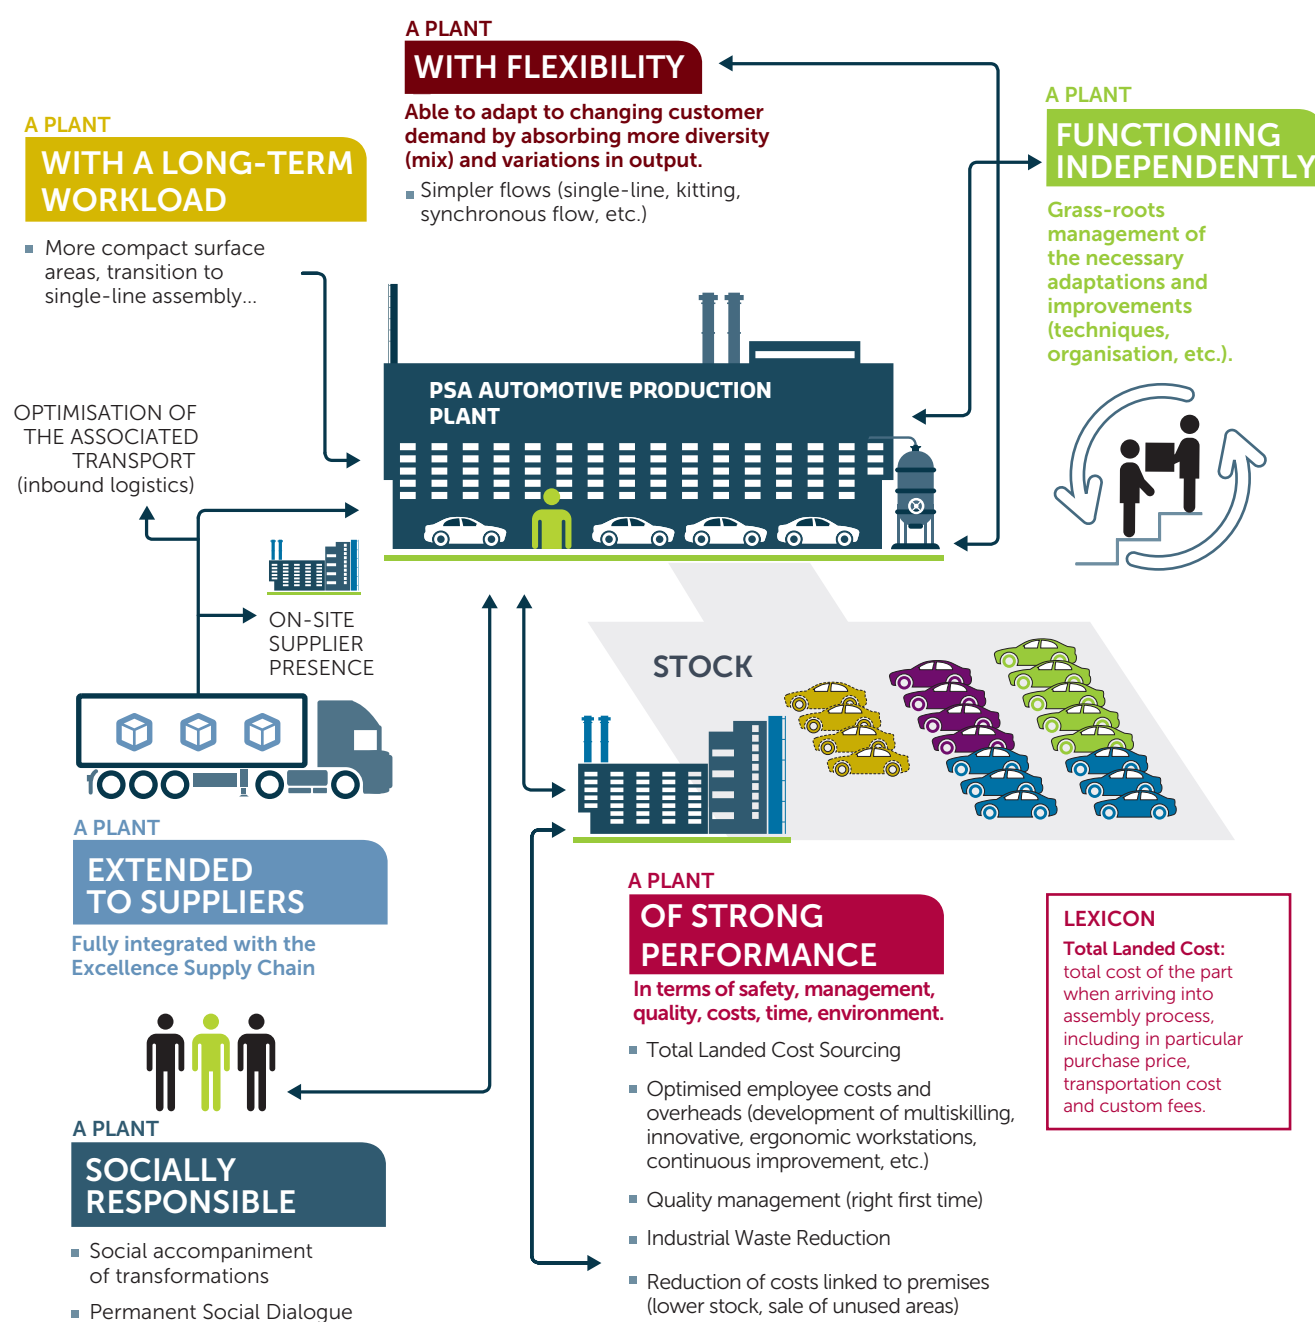 A PLANT
WITH FLEXIBILITY
Able to adapt to changing customer
demand by absorbing more diversity
(mix) and variations in output.
Simpler flows (single-line, kitting,
synchronous flow, etc.)
A PLANT
WITH A LONG-TERM
WORKLOAD
More compact surface
areas, transition to
single-line assembly...
A PLANT
FUNCTIONING
INDEPENDENTLY
Grass-roots
management of
the necessary
adaptations and
improvements
(techniques,
organisation, etc.).
PSA AUTOMOTIVE PRODUCTION
PLANT
OPTIMISATION OF
THE ASSOCIATED
TRANSPORT
(inbound logistics)
ON-SITE
SUPPLIER
PRESENCE
STOCK
A PLANT
EXTENDED
TO SUPPLIERS
Fully integrated with the
Excellence Supply Chain
A PLANT
OF STRONG
PERFORMANCE
In terms of safety, management,
quality, costs, time, environment.
Total Landed Cost Sourcing
Optimised employee costs and
overheads (development of multiskilling,
innovative, ergonomic workstations,
continuous improvement, etc.)
Quality management (right first time)
Industrial Waste Reduction
Reduction of costs linked to premises
(lower stock, sale of unused areas)
LEXICON
Total Landed Cost:
total cost of the part
when arriving into
assembly process,
including in particular
purchase price,
transportation cost
and custom fees.
A PLANT
SOCIALLY
RESPONSIBLE
Social accompaniment
of transformations
Permanent Social Dialogue